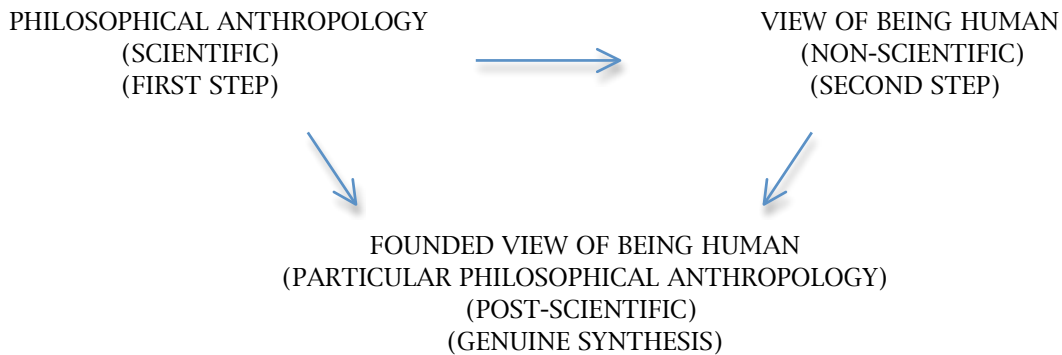 PHILOSOPHICAL ANTHROPOLOGY
(SCIENTIFIC)
(FIRST STEP)
VIEW OF BEING HUMAN
(NON-SCIENTIFIC)
(SECOND STEP)
FOUNDED VIEW OF BEING HUMAN
(PARTICULAR PHILOSOPHICAL ANTHROPOLOGY)
(POST-SCIENTIFIC)
(GENUINE SYNTHESIS)